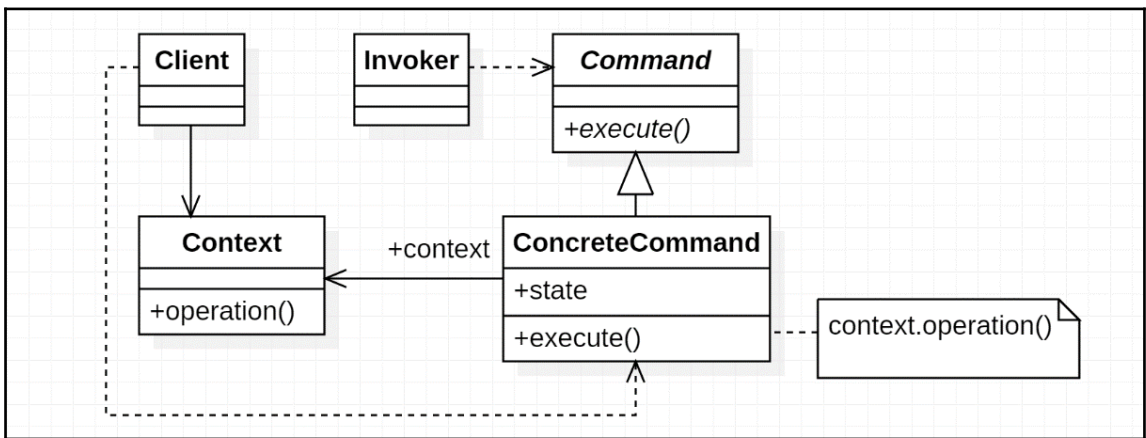 Client
Invoker
Command
+execute()
Context
+operation()
+context
ConcreteCommand
+state
+execute()
context.operation()